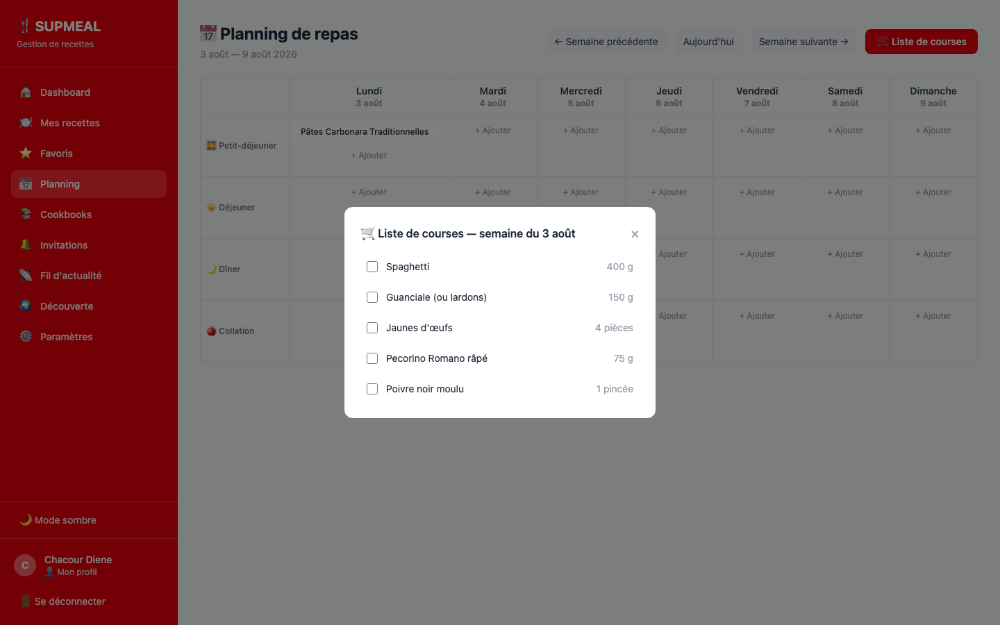 SUPMEAL
Gestion de recettes
Dashboard
Mes recettes
Favoris
Planning
Cookbooks
Invitations
Fil d'actualité
Découverte
Paramètres
Mode sombre
C
Chacour Diene
Mon profil
Se déconnecter
Planning de repas
3 août — 9 août 2026
← Semaine précédente
Aujourd'hui
Semaine suivante →
Liste de courses
Lundi Mardi Mercredi Jeudi Vendredi Samedi Dimanche
3 août 4 août 5 août 6 août 7 août 8 août 9 août
Petit-déjeuner
Pâtes Carbonara Traditionnelles
+ Ajouter
+ Ajouter + Ajouter + Ajouter + Ajouter + Ajouter + Ajouter
Déjeuner
+ Ajouter + Ajouter + Ajouter + Ajouter + Ajouter + Ajouter + Ajouter
Dîner
Ajouter + Ajouter + Ajouter + Ajouter
Collation
Ajouter + Ajouter + Ajouter + Ajouter
Liste de courses — semaine du 3 août ×
Spaghetti 400 g
Guanciale (ou lardons) 150 g
Jaunes d'œufs 4 pièces
Pecorino Romano râpé 75 g
Poivre noir moulu 1 pincée